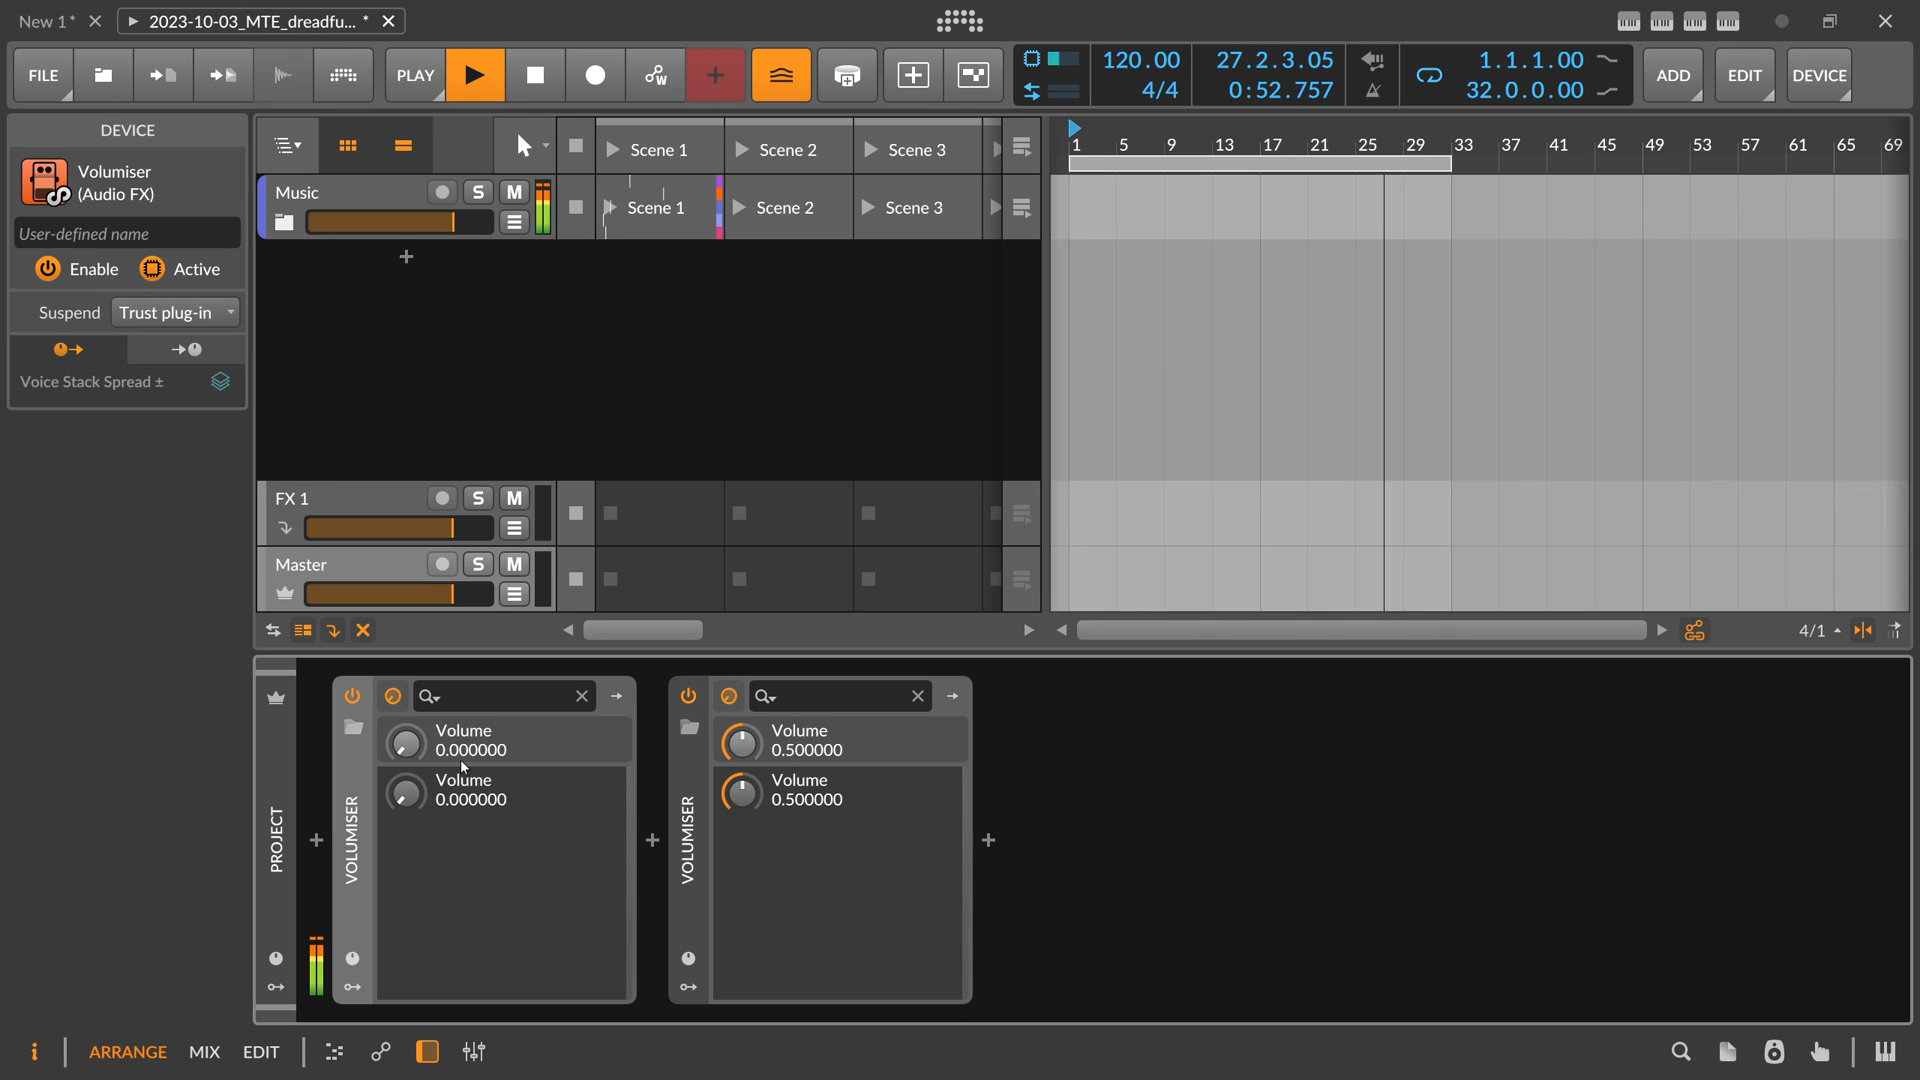 New 1*
2023-10-03_MTE_dreadfu... *
FILE
PLAY
120.00
4/4
27.2.3.05
0:52.757
1.1.1.00
32.0.0.00
ADD
EDIT
DEVICE
DEVICE
Volumiser
(Audio FX)
User-defined name
Enable
Active
Suspend
Trust plug-in
Voice Stack Spread ±
Scene 1
Scene 2
Scene 3
1 5 9 13 17 21 25 29 33 37 41 45 49 53 57 61 65 69
Music
S M
Scene 1
Scene 2
Scene 3
FX 1
S M
Master
S M
4/1
PROJECT
VOLUMISER
Volume
0.000000
Volume
0.000000
VOLUMISER
Volume
0.500000
Volume
0.500000
i
ARRANGE
MIX
EDIT